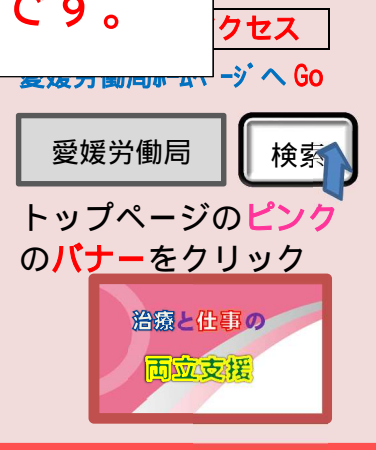 です。
クセス
愛媛労働局ﾎｰﾑﾍﾟｰｼﾞへ Go
愛媛労働局
検索
トップページのピンク
のバナーをクリック
治療と仕事の
両立支援